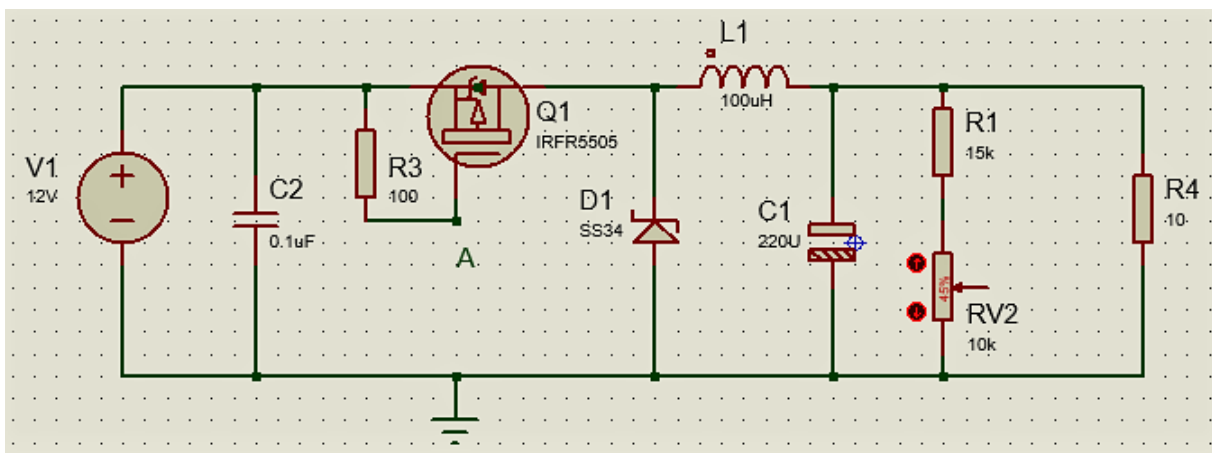 V1
12V
C2
0.1uF
R3
100
A
Q1
IRFR5505
D1
SS34
L1
100uH
C1
220U
R1
15k
45%
RV2
10k
R4
10